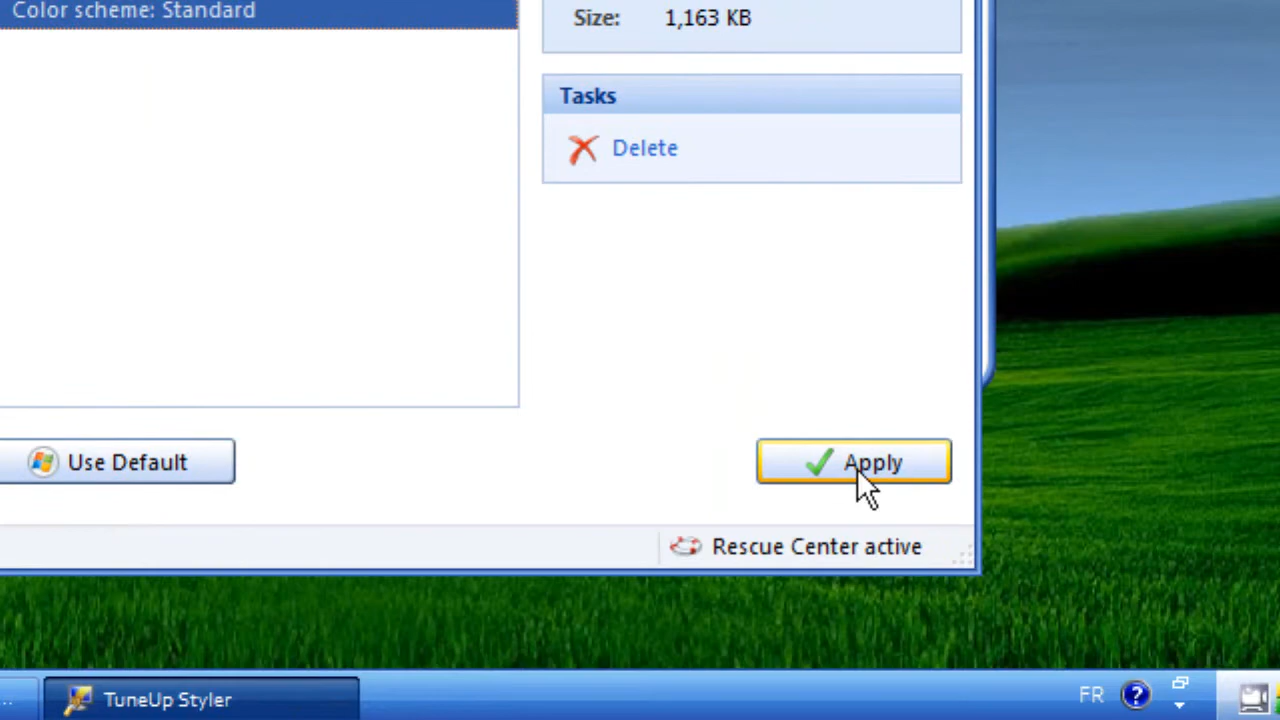 Color scheme: Standard
Size: 1,163 KB
Tasks
Delete
Use Default
Apply
Rescue Center active
...
TuneUp Styler
FR
?